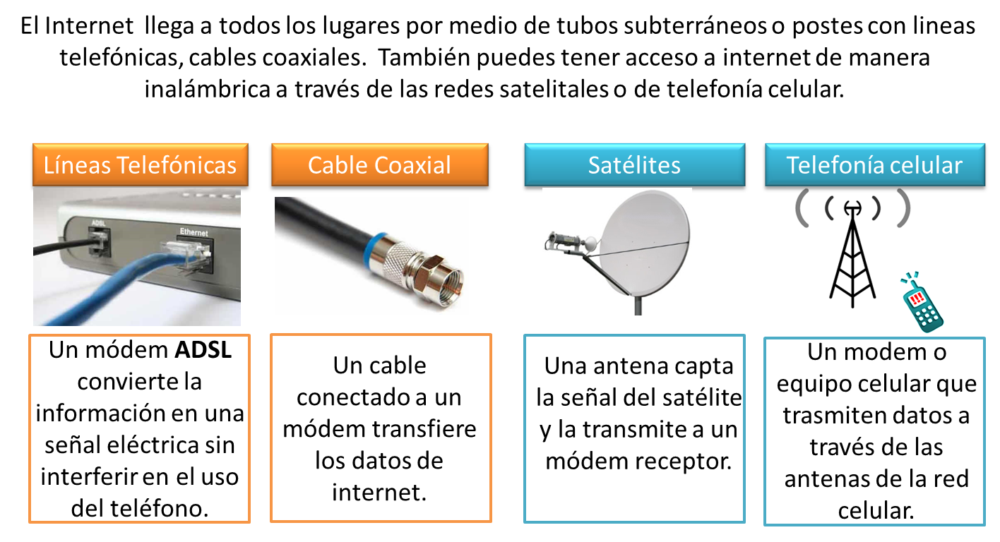 El Internet llega a todos los lugares por medio de tubos subterráneos o postes con lineas
telefónicas, cables coaxiales. También puedes tener acceso a internet de manera
inalámbrica a través de las redes satelitales o de telefonía celular.
Líneas Telefónicas
ADSL
Ethernet
Un módem ADSL
convierte la
información en una
señal eléctrica sin
interferir en el uso
del teléfono.
Cable Coaxial
Un cable
conectado a un
módem transfiere
los datos de
internet.
Satélites
Una antena capta
la señal del satélite
y la transmite a un
módem receptor.
Telefonía celular
!!!
Un modem o
equipo celular que
trasmiten datos a
través de las
antenas de la red
celular.